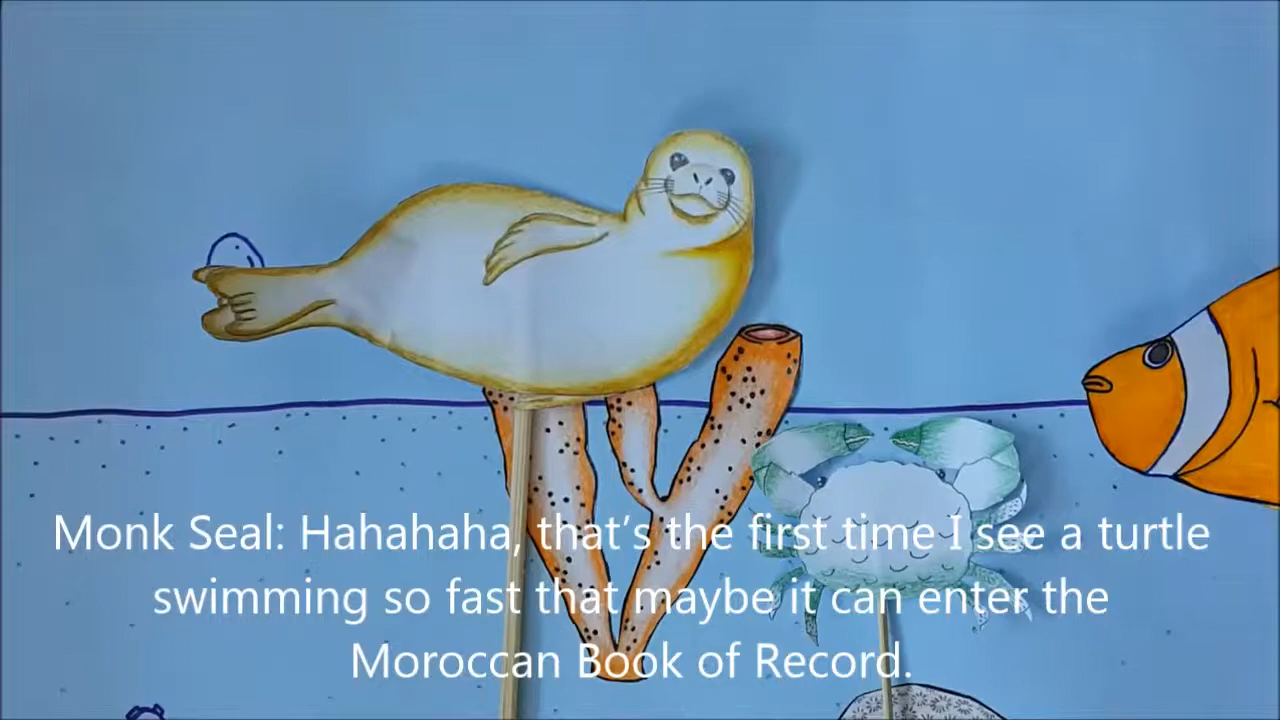 Monk Seal: Hahahaha, that’s the first time I see a turtle
swimming so fast that maybe it can enter the
Moroccan Book of Record.